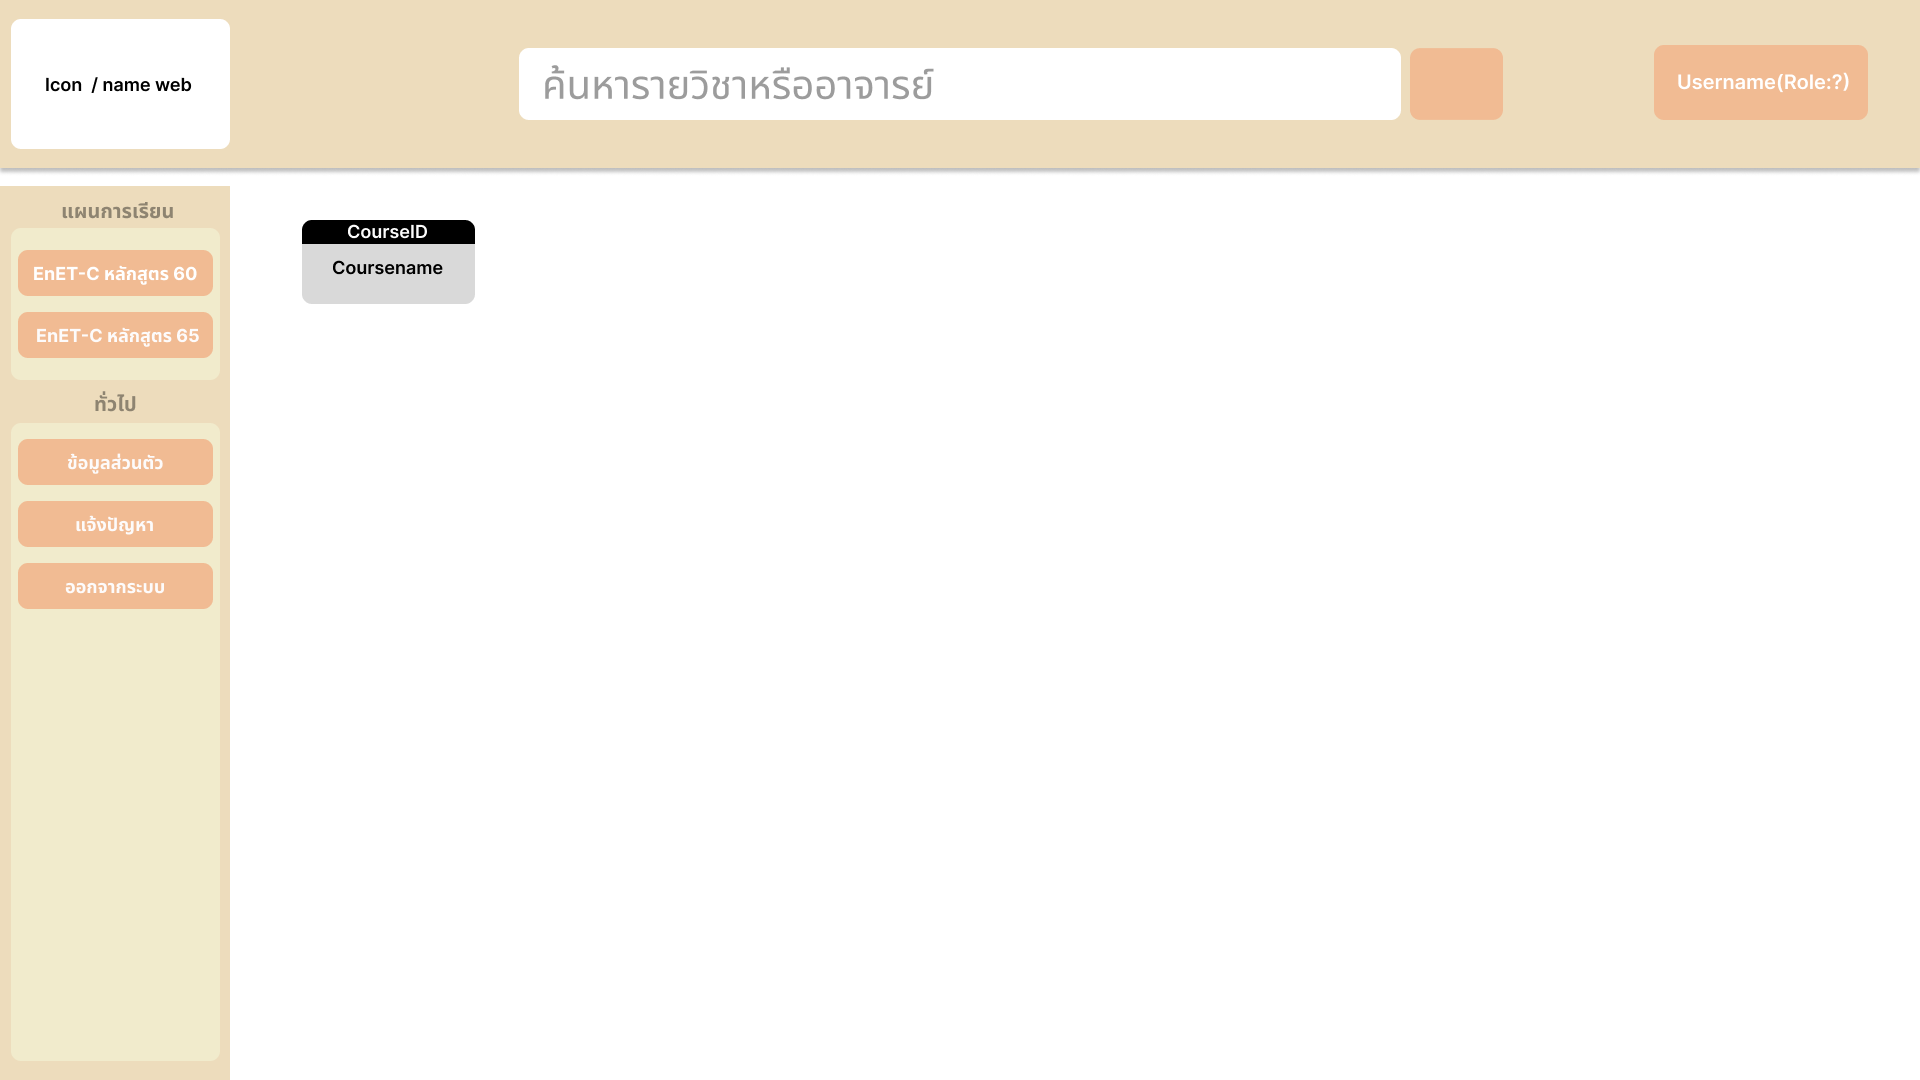 Icon / name web
ค้นหารายวิชาหรืออาจารย์
Username(Role:?)
แผนการเรียน
EnET-C หลักสูตร 60
EnET-C หลักสูตร 65
ทั่วไป
ข้อมูลส่วนตัว
แจ้งปัญหา
ออกจากระบบ
CourseID
Coursename